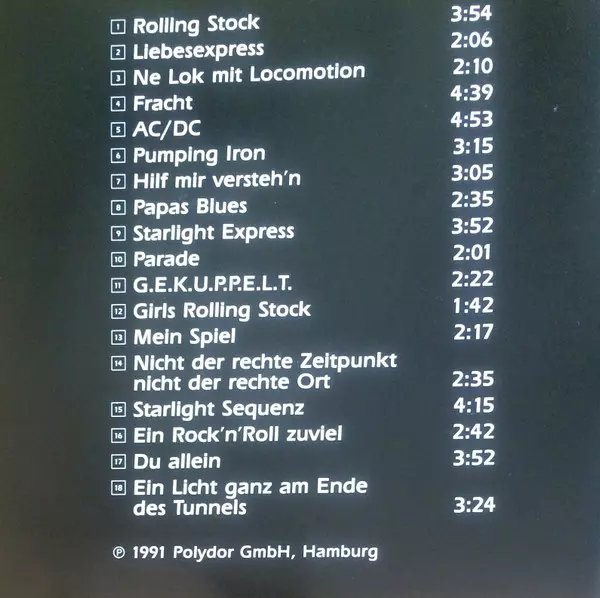 1 Rolling Stock 3:54
2 Liebesexpress 2:06
3 Ne Lok mit Locomotion 2:10
4 Fracht 4:39
5 AC/DC 4:53
6 Pumping Iron 3:15
7 Hilf mir versteh'n 3:05
8 Papas Blues 2:35
9 Starlight Express 3:52
10 Parade 2:01
11 G.E.K.U.P.P.E.L.T. 2:22
12 Girls Rolling Stock 1:42
13 Mein Spiel 2:17
14 Nicht der rechte Zeitpunkt
nicht der rechte Ort 2:35
15 Starlight Sequenz 4:15
16 Ein Rock'n'Roll zuviel 2:42
17 Du allein 3:52
18 Ein Licht ganz am Ende
des Tunnels 3:24
℗ 1991 Polydor GmbH, Hamburg